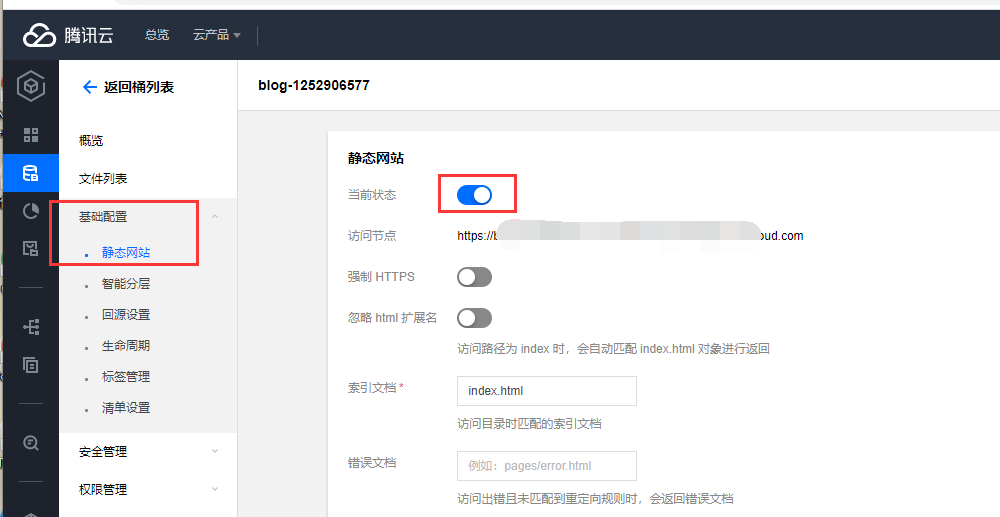 腾讯云
总览
云产品
返回桶列表
blog-1252906577
概览
文件列表
基础配置
静态网站
智能分层
回源设置
生命周期
标签管理
清单设置
安全管理
权限管理
静态网站
当前状态
访问节点
https://b
oud.com
强制 HTTPS
忽略 html 扩展名
访问路径为 index 时，会自动匹配 index.html 对象进行返回
索引文档 *
index.html
访问目录时匹配的索引文档
错误文档
例如：pages/error.html
访问出错且未匹配到重定向规则时，会返回错误文档